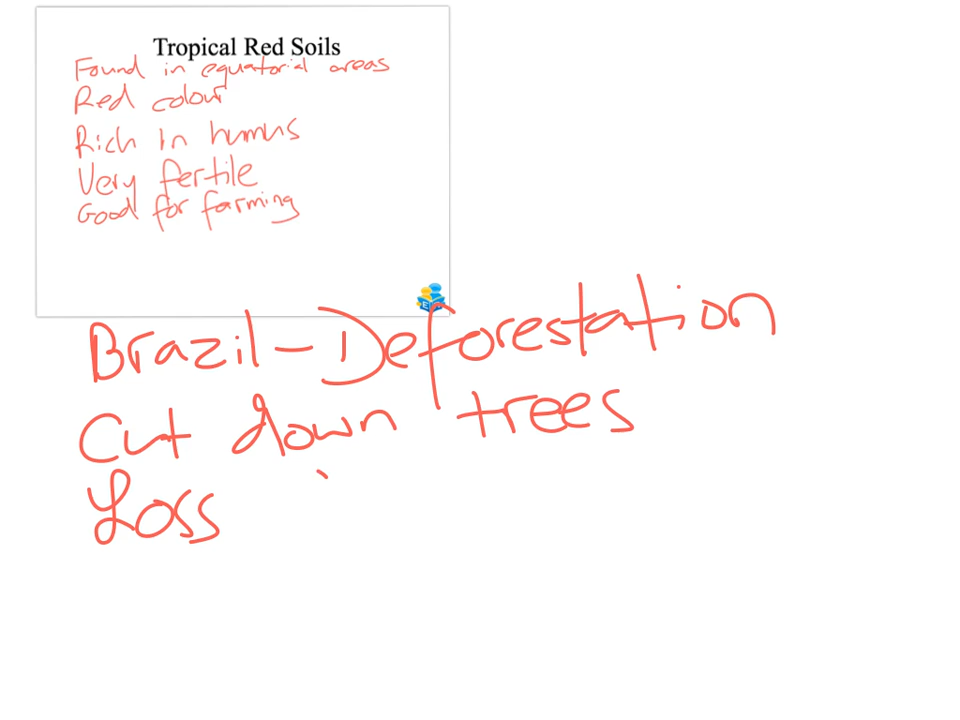 Tropical Red Soils
Found in equatorial areas
Red colour
Rich in humus
Very fertile
Good for farming
Brazil - Deforestation
Cut down trees
Loss